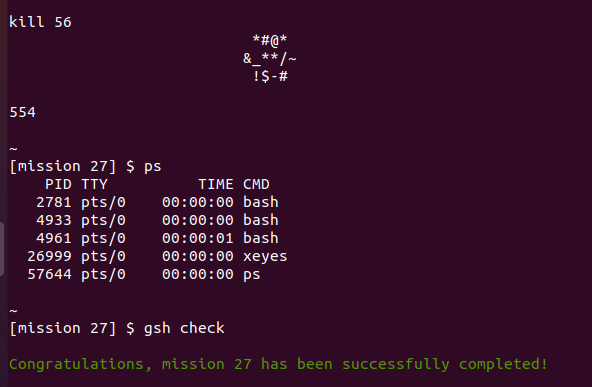 kill 56
*#@*
&_**/~
!$-#
554
~
[mission 27] $ ps
PID TTY TIME CMD
2781 pts/0 00:00:00 bash
4933 pts/0 00:00:00 bash
4961 pts/0 00:00:01 bash
26999 pts/0 00:00:00 xeyes
57644 pts/0 00:00:00 ps
~
[mission 27] $ gsh check
Congratulations, mission 27 has been successfully completed!